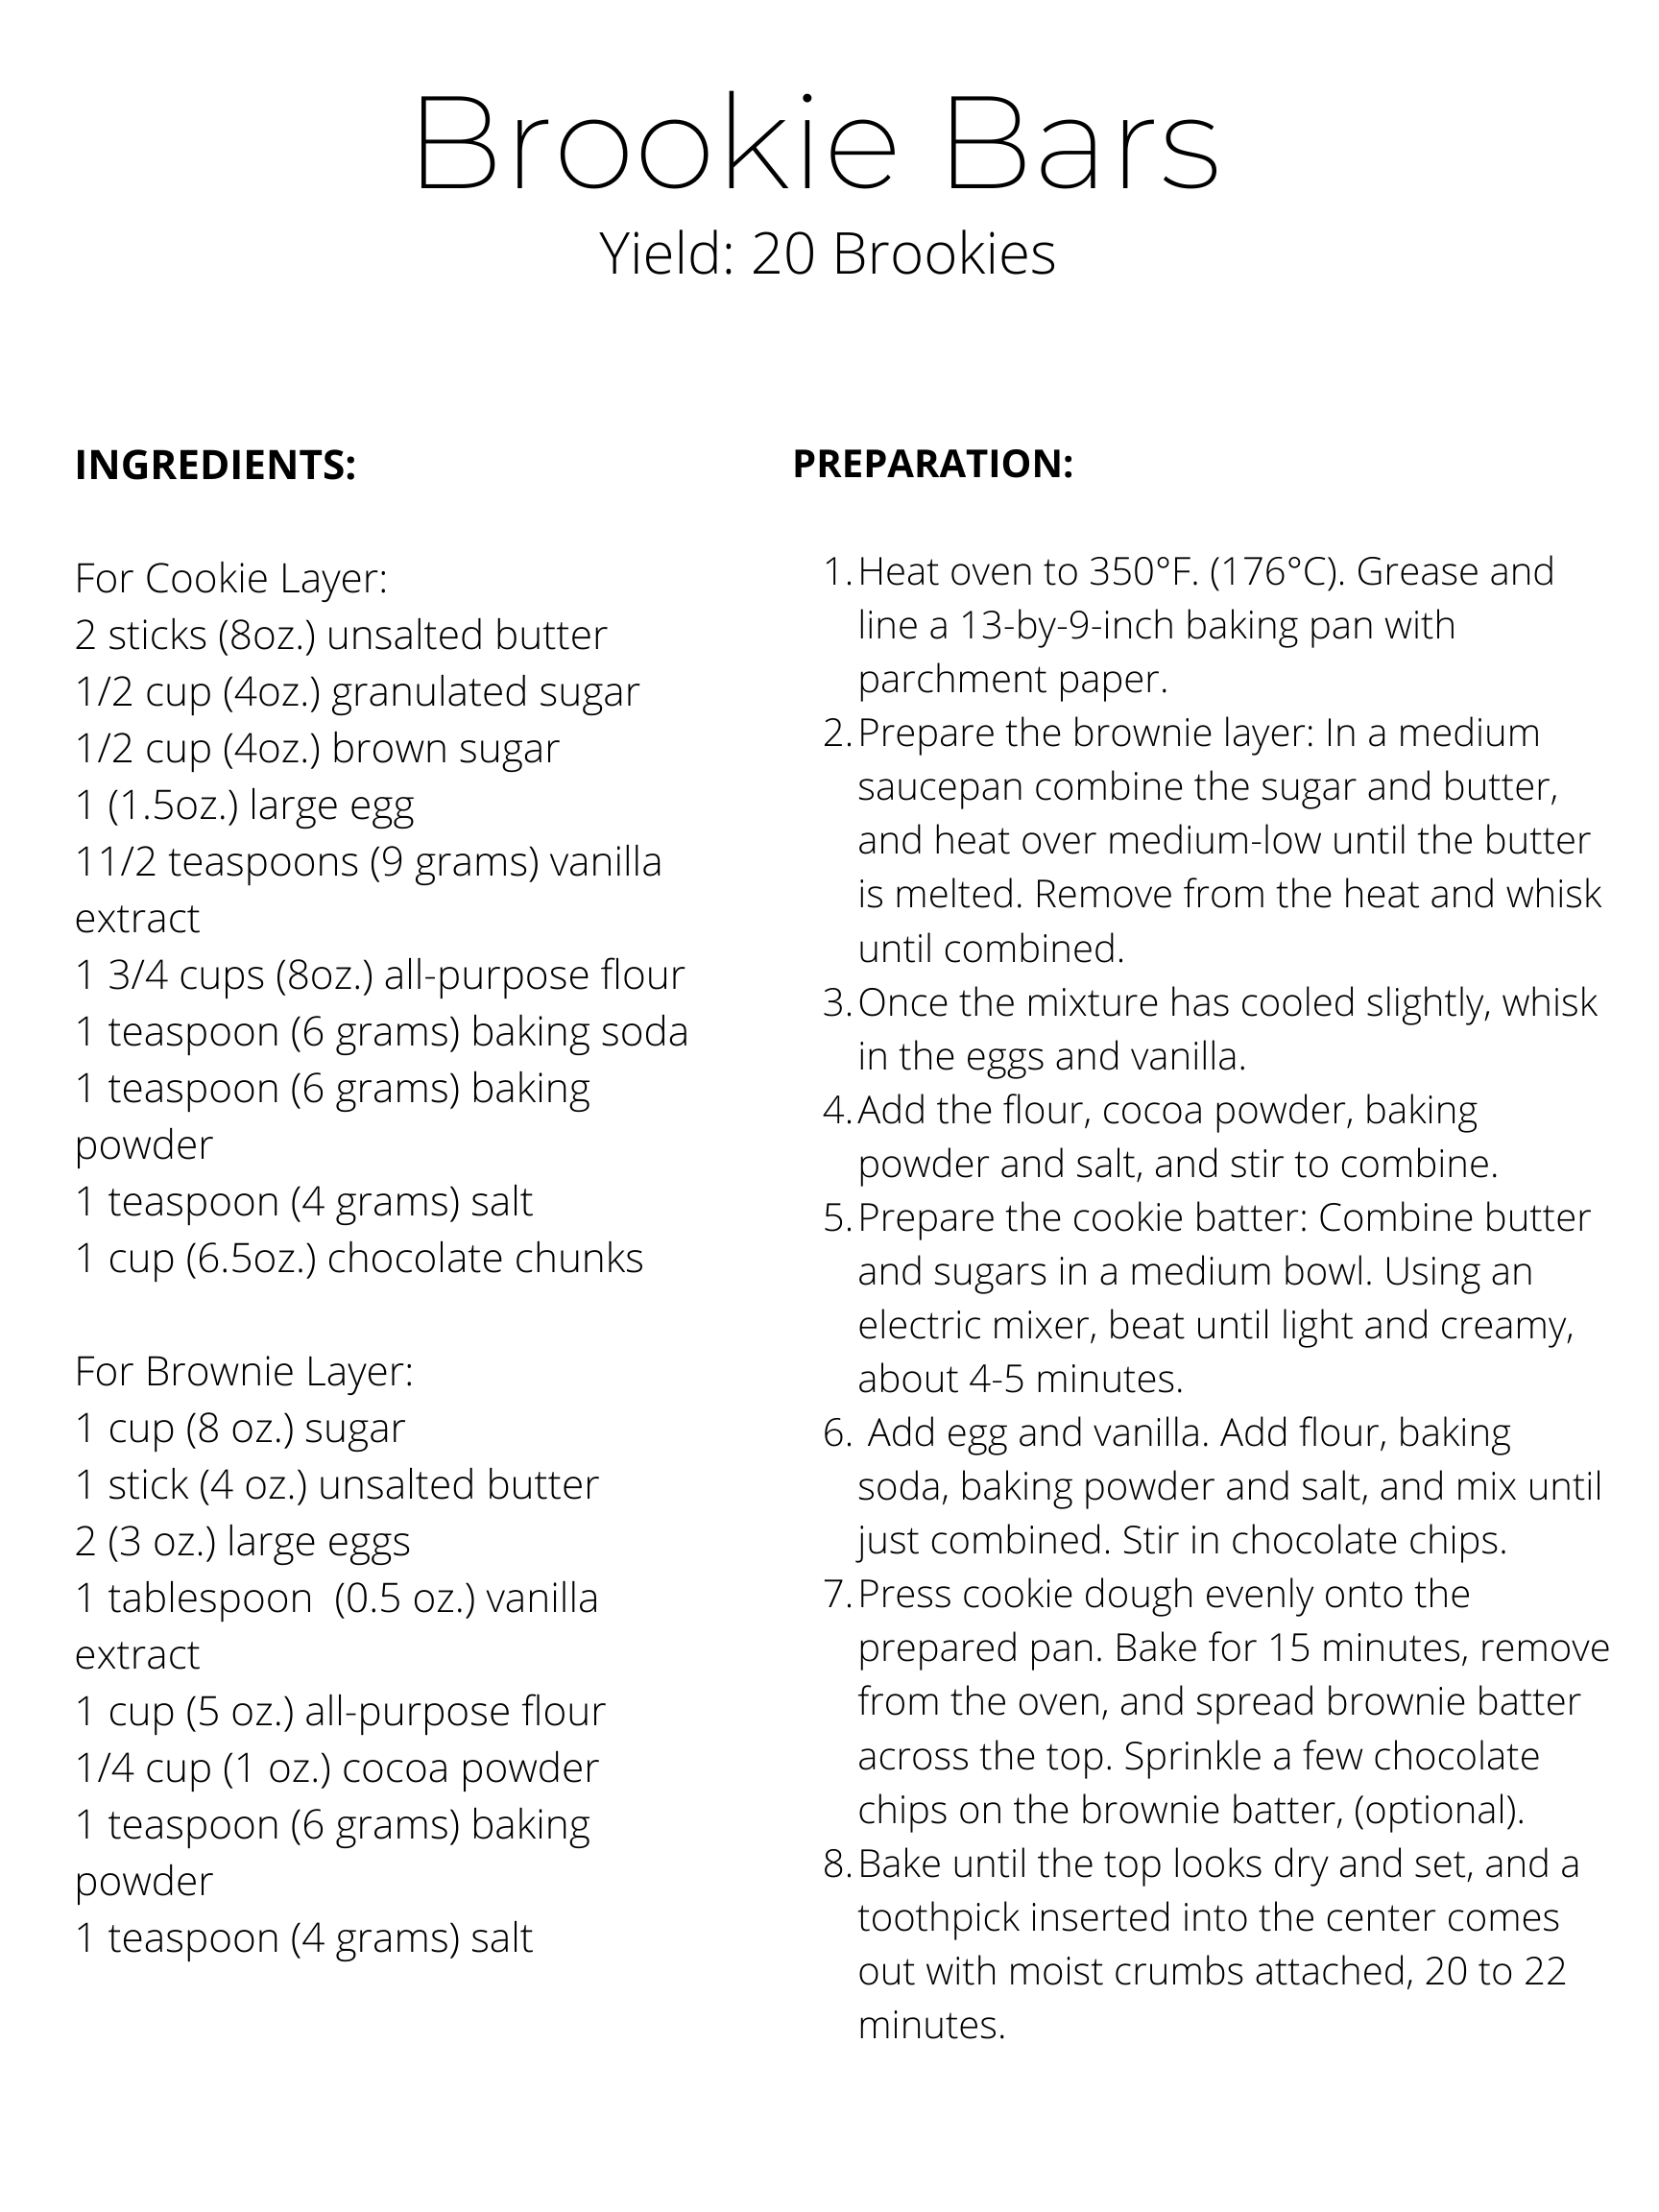 Brookie Bars
Yield: 20 Brookies
INGREDIENTS:
For Cookie Layer:
2 sticks (8oz.) unsalted butter
1/2 cup (4oz.) granulated sugar
1/2 cup (4oz.) brown sugar
1 (1.5oz.) large egg
11/2 teaspoons (9 grams) vanilla
extract
1 3/4 cups (8oz.) all-purpose flour
1 teaspoon (6 grams) baking soda
1 teaspoon (6 grams) baking
powder
1 teaspoon (4 grams) salt
1 cup (6.5oz.) chocolate chunks
For Brownie Layer:
1 cup (8 oz.) sugar
1 stick (4 oz.) unsalted butter
2 (3 oz.) large eggs
1 tablespoon  (0.5 oz.) vanilla
extract
1 cup (5 oz.) all-purpose flour
1/4 cup (1 oz.) cocoa powder
1 teaspoon (6 grams) baking
powder
1 teaspoon (4 grams) salt
PREPARATION:
1. Heat oven to 350°F. (176°C). Grease and
line a 13-by-9-inch baking pan with
parchment paper.
2. Prepare the brownie layer: In a medium
saucepan combine the sugar and butter,
and heat over medium-low until the butter
is melted. Remove from the heat and whisk
until combined.
3. Once the mixture has cooled slightly, whisk
in the eggs and vanilla.
4. Add the flour, cocoa powder, baking
powder and salt, and stir to combine.
5. Prepare the cookie batter: Combine butter
and sugars in a medium bowl. Using an
electric mixer, beat until light and creamy,
about 4-5 minutes.
6. Add egg and vanilla. Add flour, baking
soda, baking powder and salt, and mix until
just combined. Stir in chocolate chips.
7. Press cookie dough evenly onto the
prepared pan. Bake for 15 minutes, remove
from the oven, and spread brownie batter
across the top. Sprinkle a few chocolate
chips on the brownie batter, (optional).
8. Bake until the top looks dry and set, and a
toothpick inserted into the center comes
out with moist crumbs attached, 20 to 22
minutes.